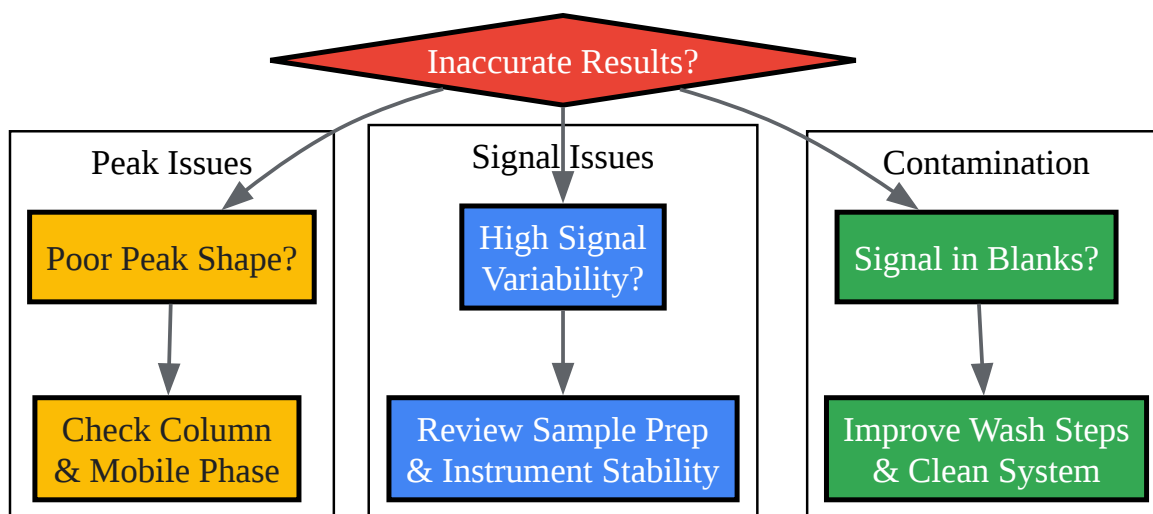 Inaccurate Results?
Peak Issues
Signal Issues
Contamination
Poor Peak Shape?
High Signal
Variability?
Signal in Blanks?
Check Column
& Mobile Phase
Review Sample Prep
& Instrument Stability
Improve Wash Steps
& Clean System